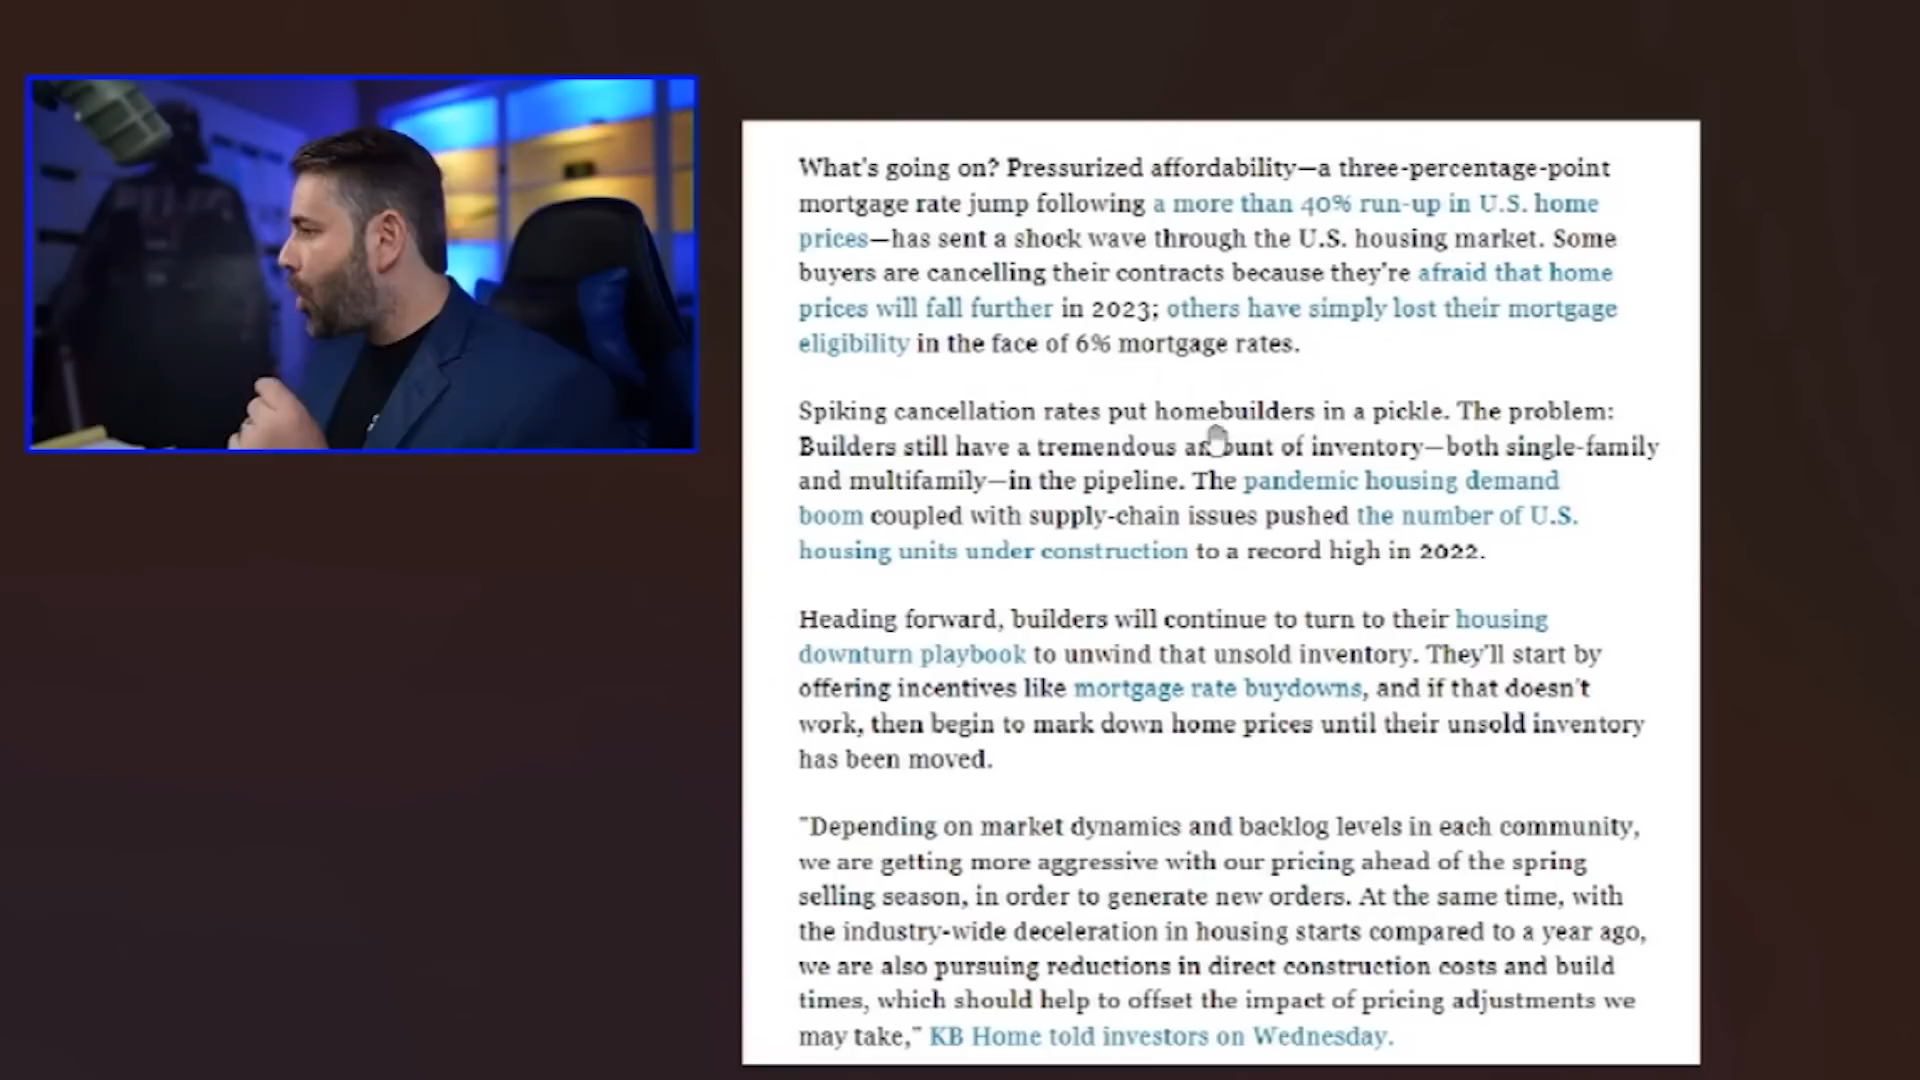 What's going on? Pressurized affordability—a three-percentage-point
mortgage rate jump following a more than 40% run-up in U.S. home
prices—has sent a shock wave through the U.S. housing market. Some
buyers are cancelling their contracts because they're afraid that home
prices will fall further in 2023; others have simply lost their mortgage
eligibility in the face of 6% mortgage rates.
Spiking cancellation rates put homebuilders in a pickle. The problem:
Builders still have a tremendous amount of inventory—both single-family
and multifamily—in the pipeline. The pandemic housing demand
boom coupled with supply-chain issues pushed the number of U.S.
housing units under construction to a record high in 2022.
Heading forward, builders will continue to turn to their housing
downturn playbook to unwind that unsold inventory. They'll start by
offering incentives like mortgage rate buydowns, and if that doesn't
work, then begin to mark down home prices until their unsold inventory
has been moved.
"Depending on market dynamics and backlog levels in each community,
we are getting more aggressive with our pricing ahead of the spring
selling season, in order to generate new orders. At the same time, with
the industry-wide deceleration in housing starts compared to a year ago,
we are also pursuing reductions in direct construction costs and build
times, which should help to offset the impact of pricing adjustments we
may take," KB Home told investors on Wednesday.